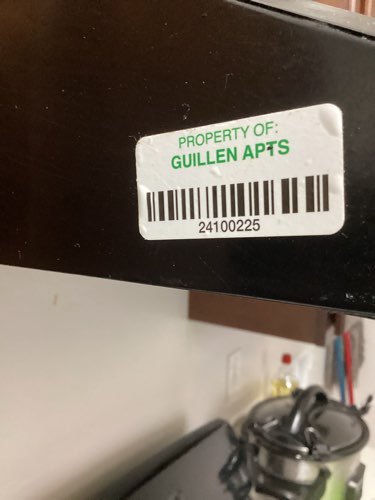 PROPERTY OF:
GUILLEN APTS
24100225